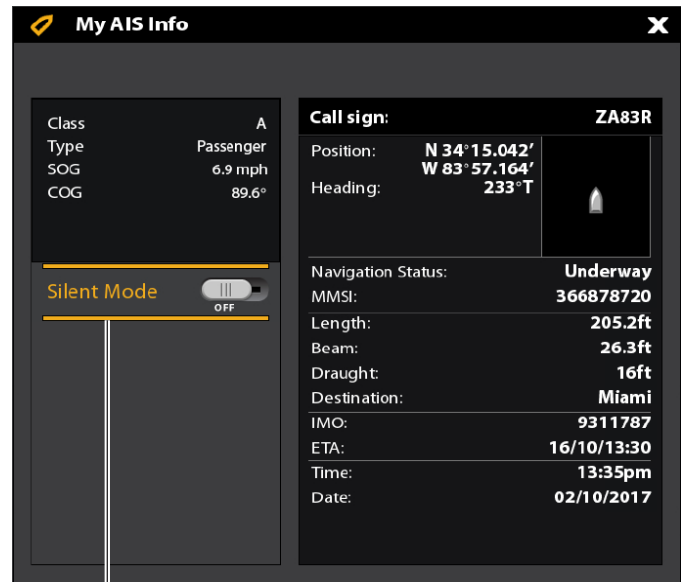 My AIS Info X
Class A
Type Passenger
SOG 6.9 mph
COG 89.6°
Silent Mode
OFF
Call sign: ZA83R
Position: N 34°15.042′
W 83°57.164′
Heading: 233°T
Navigation Status: Underway
MMSI: 366878720
Length: 205.2ft
Beam: 26.3ft
Draught: 16ft
Destination: Miami
IMO: 9311787
ETA: 16/10/13:30
Time: 13:35pm
Date: 02/10/2017